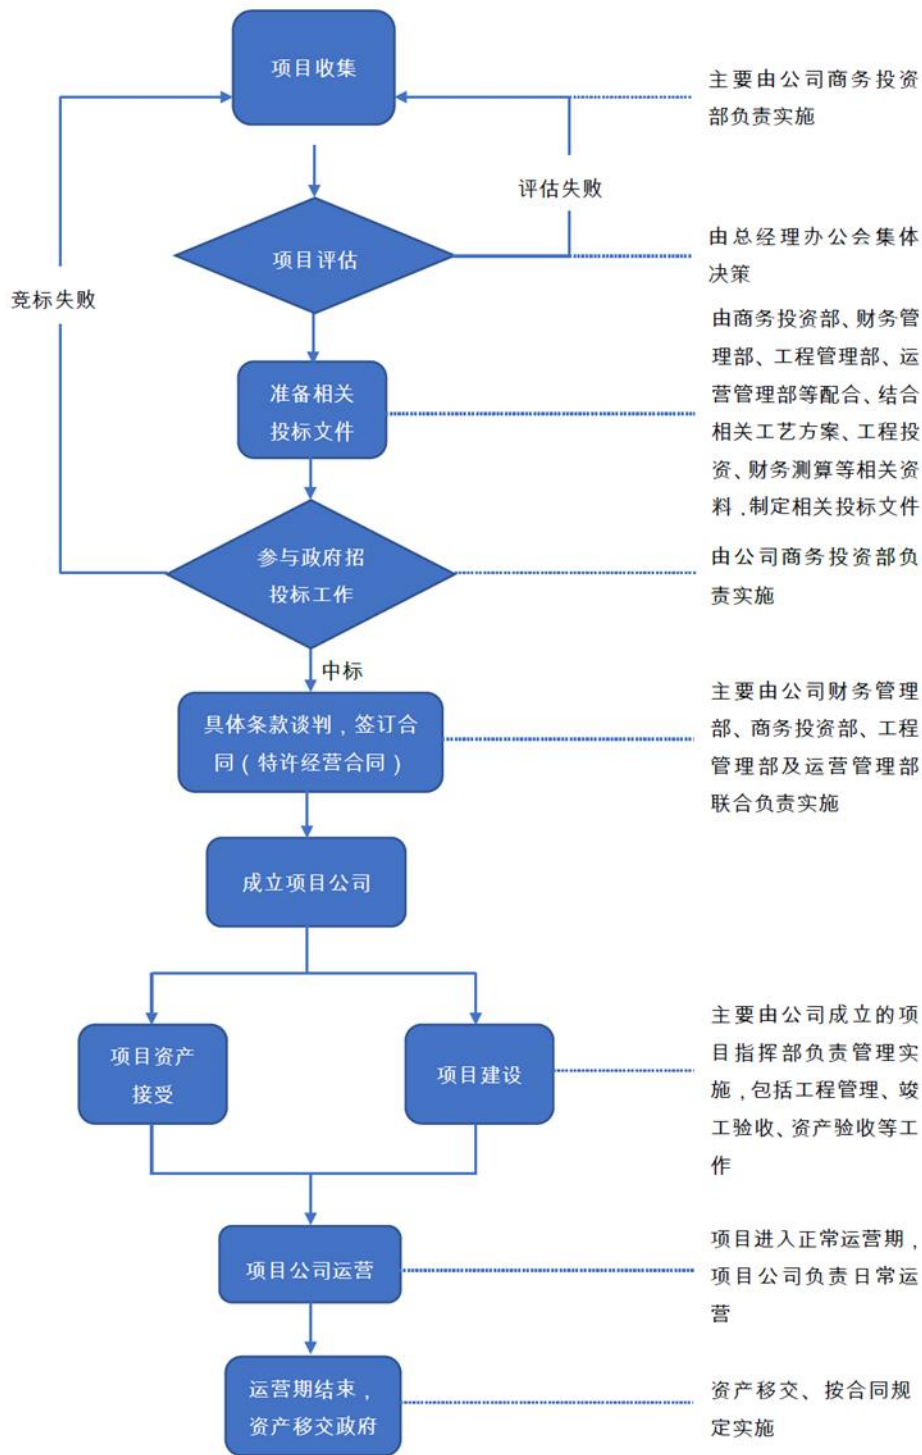 项目收集
主要由公司商务投资
部负责实施
评估失败
项目评估
由总经理办公会集体
决策
竞标失败
准备相关
投标文件
由商务投资部、财务管
理部、工程管理部、运
营管理部等配合、结合
相关工艺方案、工程投
资、财务测算等相关资
料,制定相关投标文件
参与政府招
投标工作
由公司商务投资部负
责实施
中标
具体条款谈判,签订合
同(特许经营合同)
主要由公司财务管理
部、商务投资部、工程
管理部及运营管理部
联合负责实施
成立项目公司
项目资产
接受
项目建设
主要由公司成立的项
目指挥部负责管理实
施,包括工程管理、竣
工验收、资产验收等工
作
项目公司运营
项目进入正常运营期,
项目公司负责日常运
营
运营期结束,
资产移交政府
资产移交、按合同规
定实施